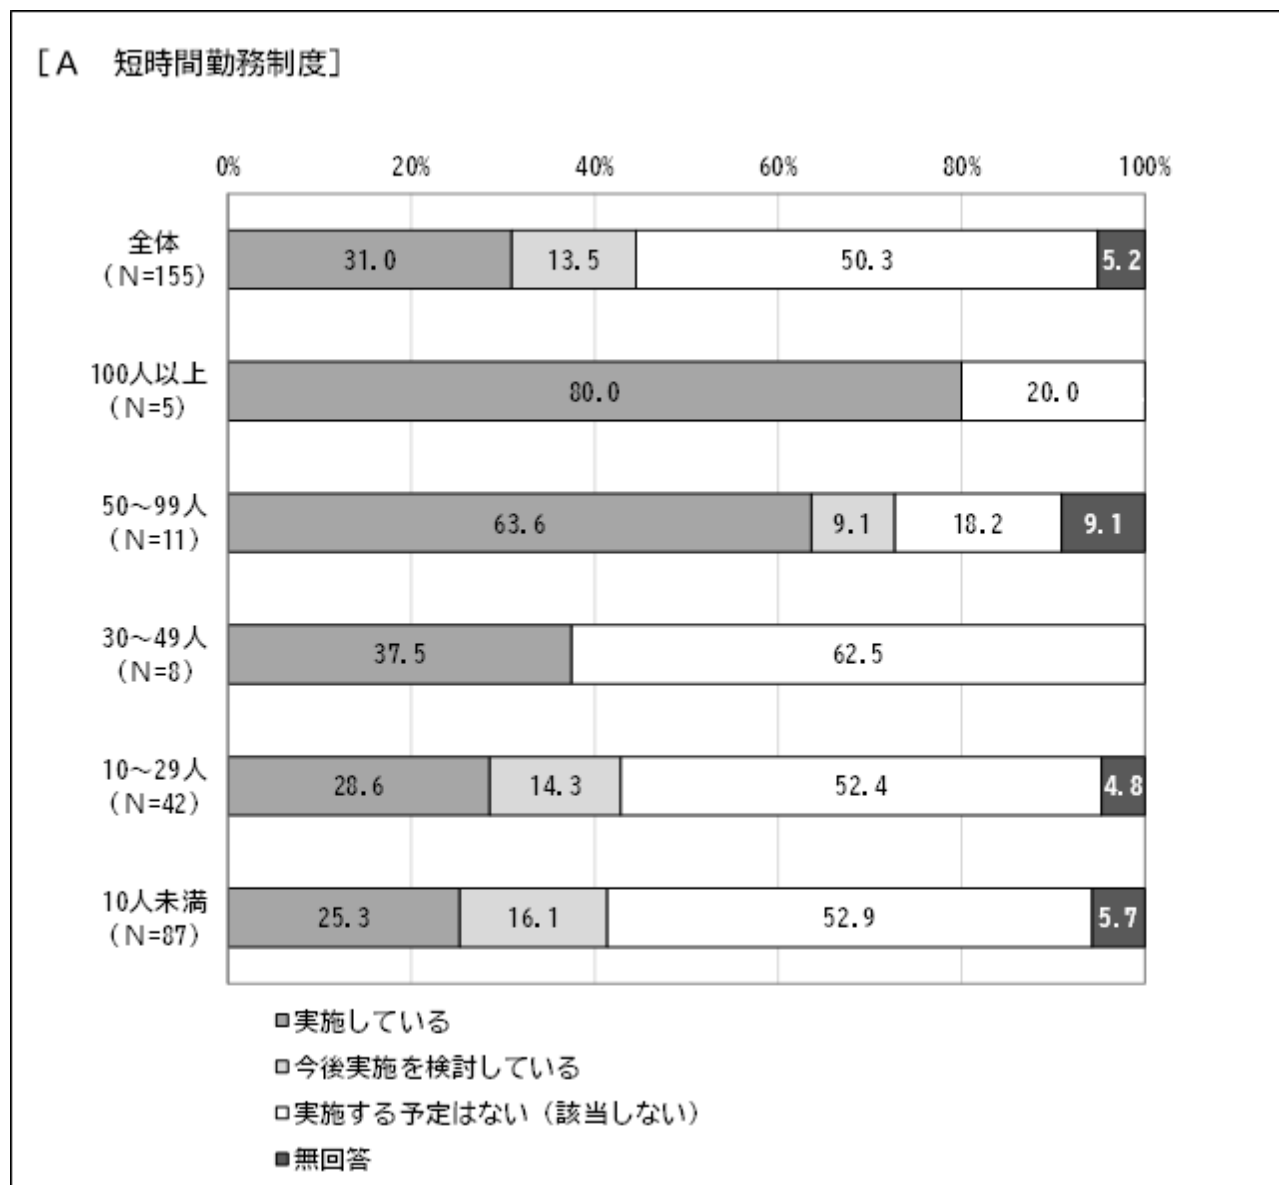 ［A　短時間勤務制度］
0% 20% 40% 60% 80% 100%
全体
（N=155）
31.0 13.5 50.3 5.2
100人以上
（N=5）
80.0 20.0
50～99人
（N=11）
63.6 9.1 18.2 9.1
30～49人
（N=8）
37.5 62.5
10～29人
（N=42）
28.6 14.3 52.4 4.8
10人未満
（N=87）
25.3 16.1 52.9 5.7
実施している
今後実施を検討している
実施する予定はない（該当しない）
無回答